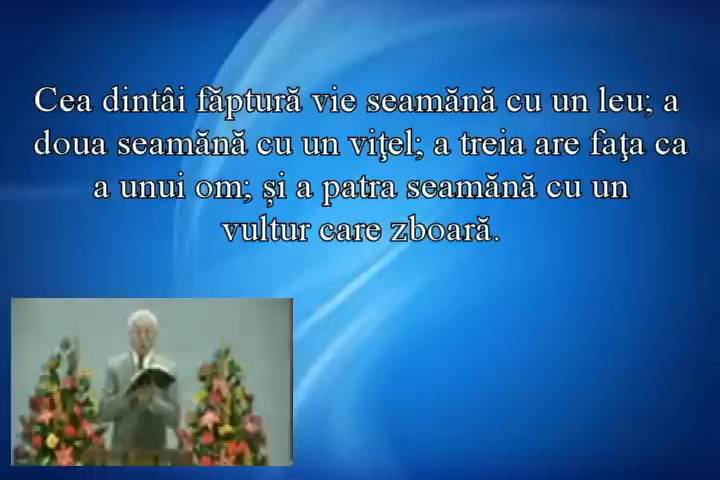 Cea dintâi făptură vie seamănă cu un leu; a
doua seamănă cu un viţel; a treia are faţa ca
a unui om; și a patra seamănă cu un
vultur care zboară.